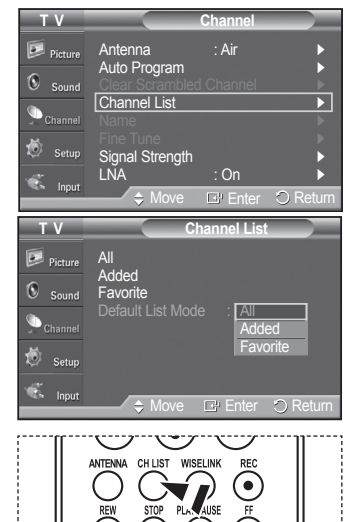 T V
Channel
Picture
Sound
Channel
Setup
Input
Antenna : Air
Auto Program
Clear Scrambled Channel
Channel List
Name
Fine Tune
Signal Strength
LNA : On
Move Enter Return
T V
Channel List
Picture
Sound
Channel
Setup
Input
All
Added
Favorite
Default List Mode : All
Added
Favorite
Move Enter Return
ANTENNA CH LIST WISELINK REC
REW STOP FF